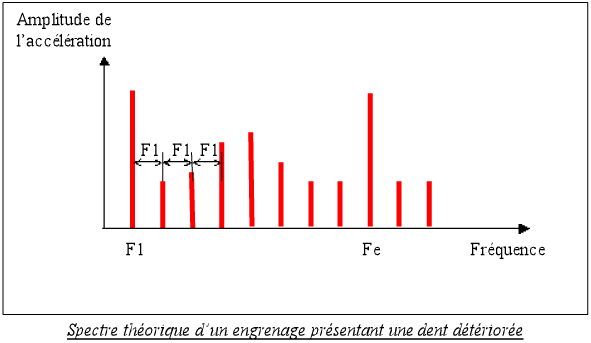 Amplitude de
l'accélération
F1 F1 F1
F1 Fe Fréquence
Spectre théorique d'un engrenage présentant une dent détériorée